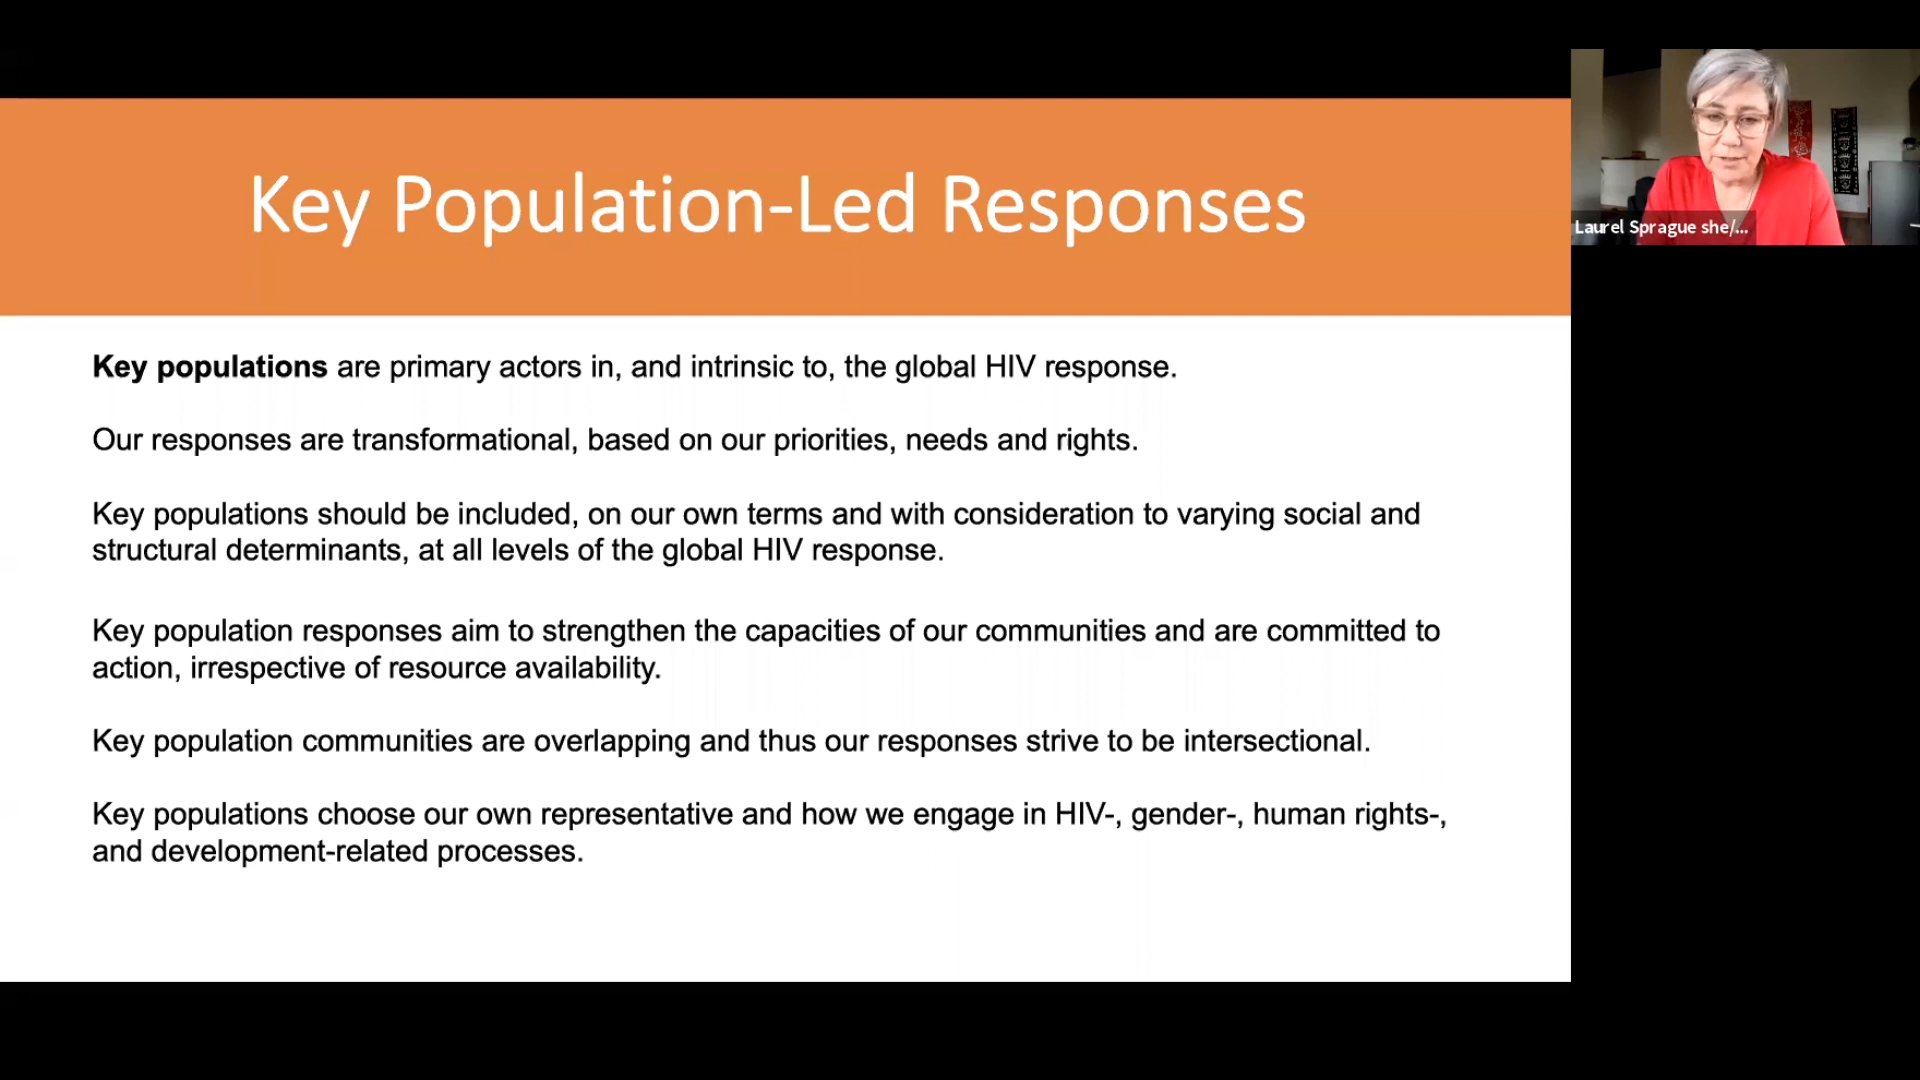 Key Population-Led Responses
Laurel Sprague she/...
Key populations are primary actors in, and intrinsic to, the global HIV response.
Our responses are transformational, based on our priorities, needs and rights.
Key populations should be included, on our own terms and with consideration to varying social and
structural determinants, at all levels of the global HIV response.
Key population responses aim to strengthen the capacities of our communities and are committed to
action, irrespective of resource availability.
Key population communities are overlapping and thus our responses strive to be intersectional.
Key populations choose our own representative and how we engage in HIV-, gender-, human rights-,
and development-related processes.